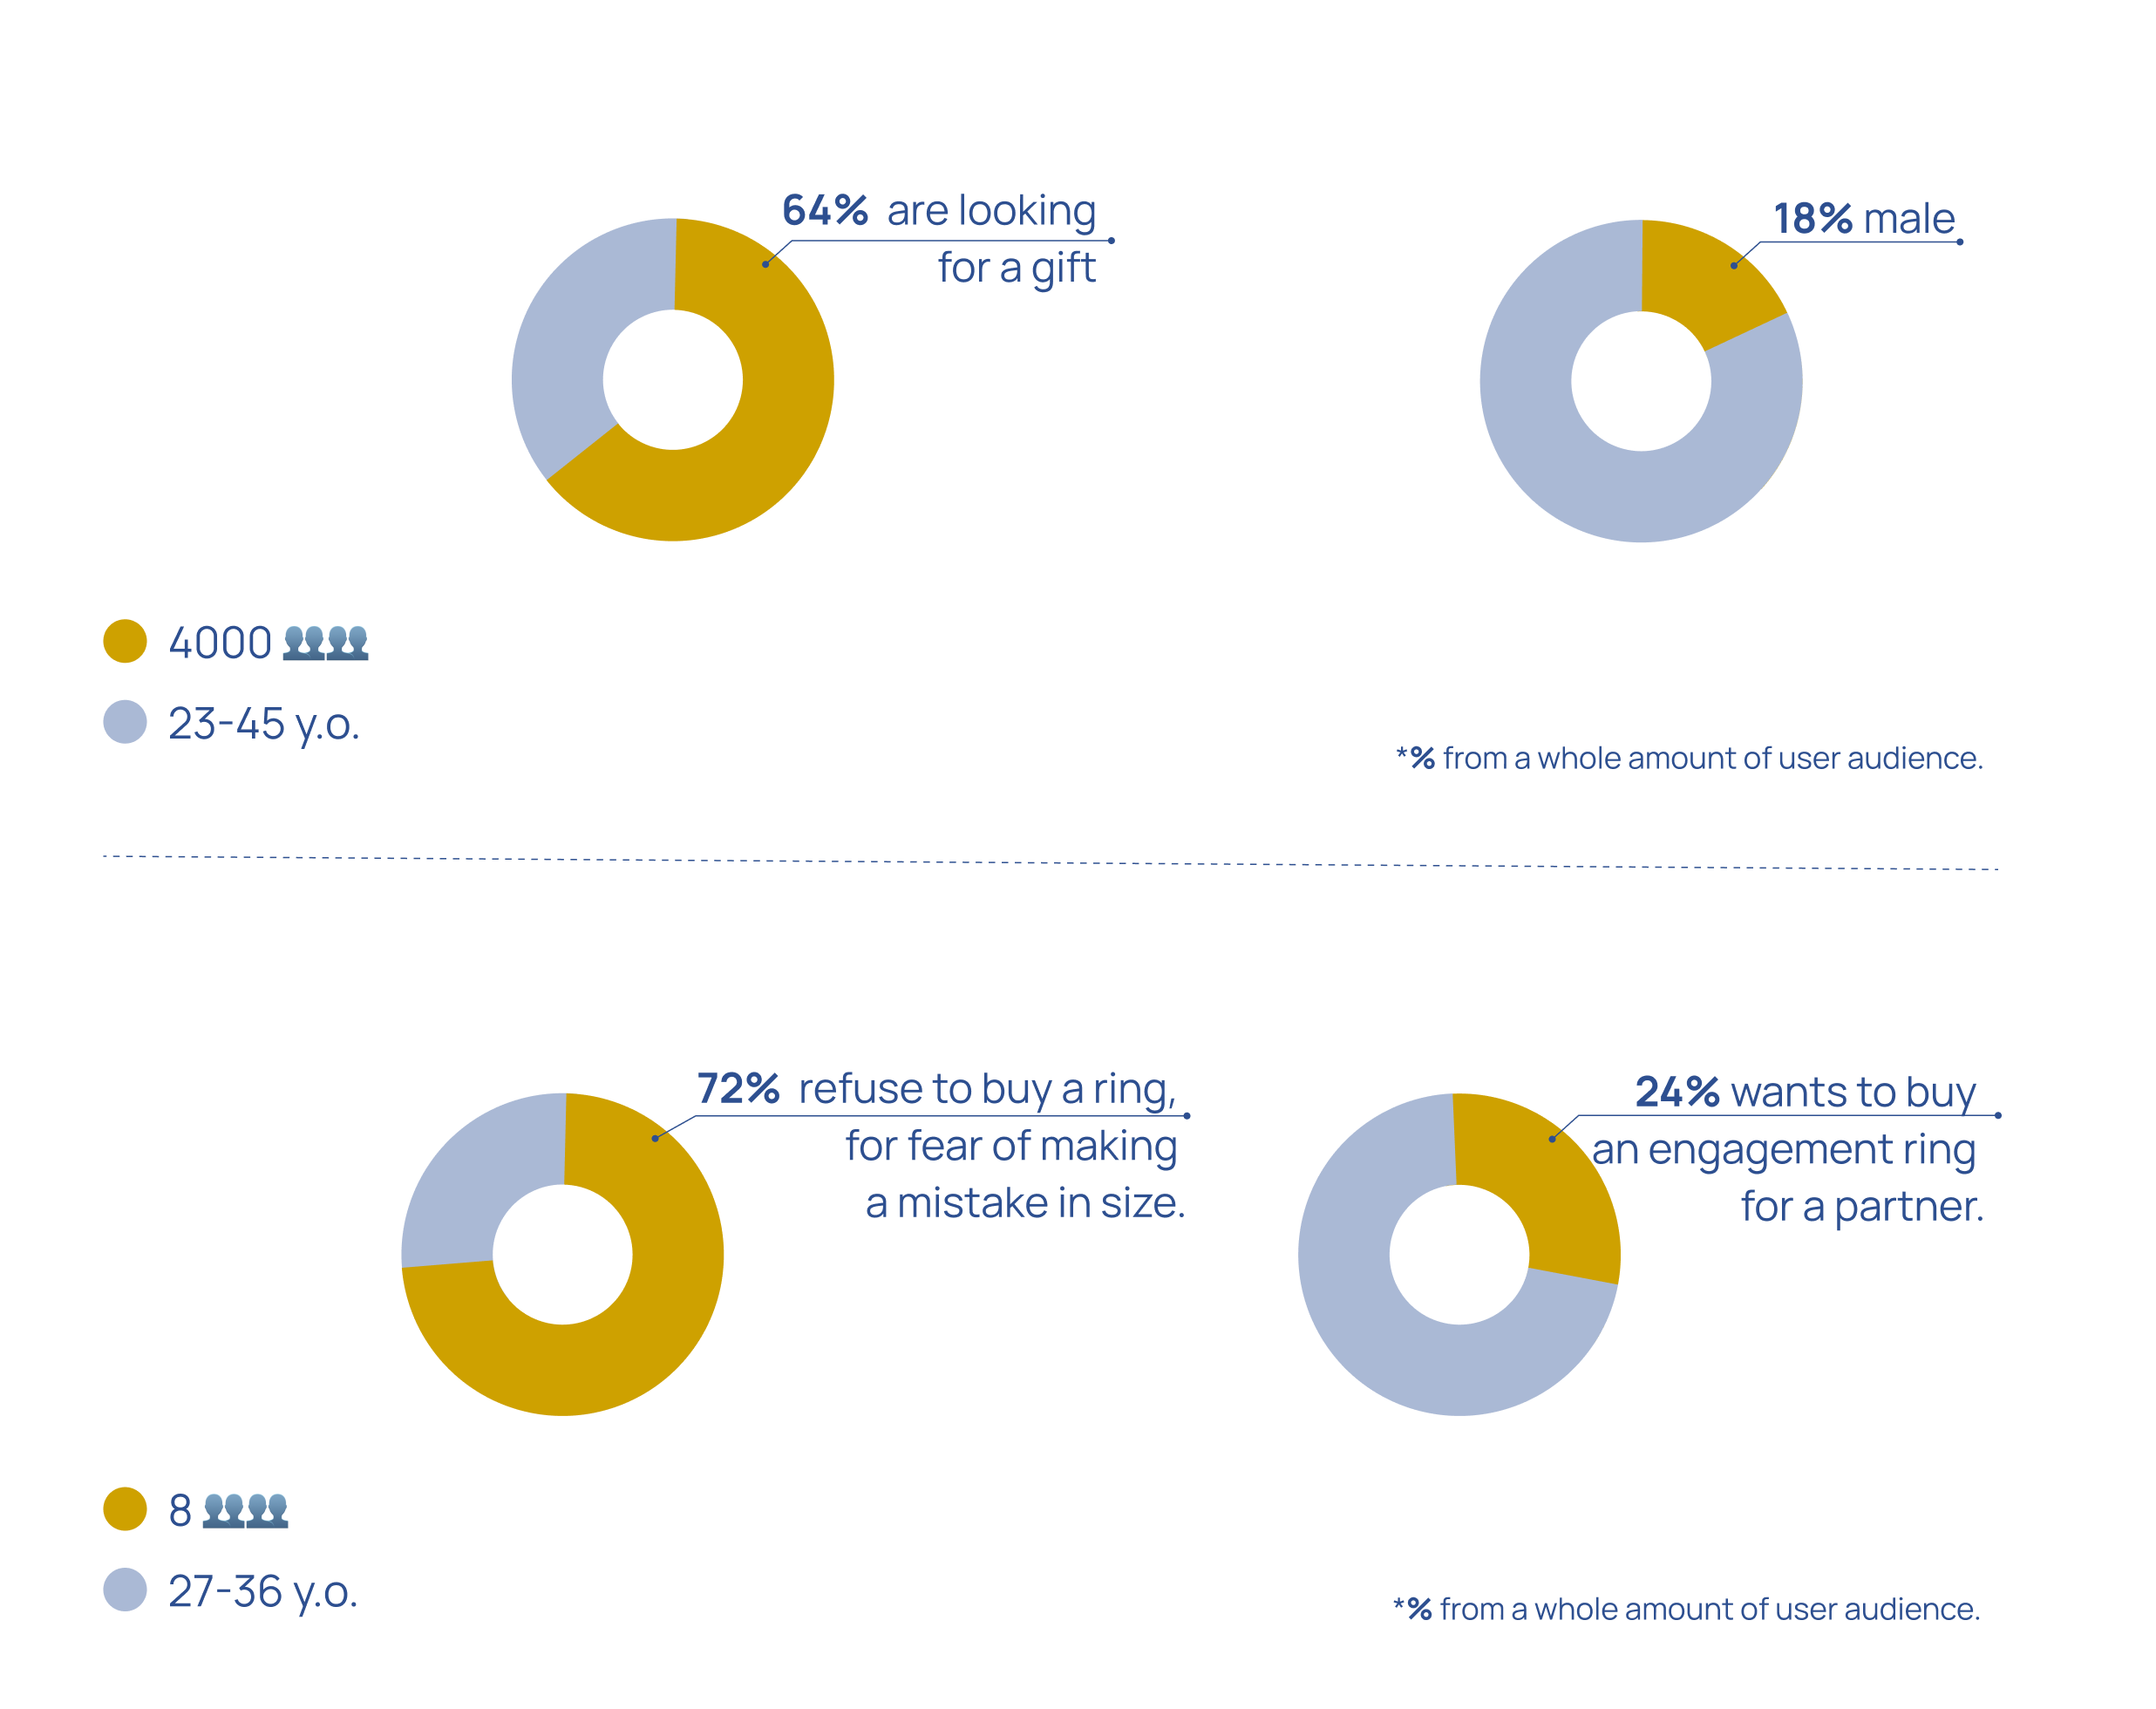 64% are looking
for a gift
18% male
4000
23-45 y.o.
*% from a whole amount of user audience.
72% refuse to buy a ring,
for fear of making
a mistake in size.
24% wants to buy
an engagement ring
for a partner.
8
27-36 y.o.
*% from a whole amount of user audience.